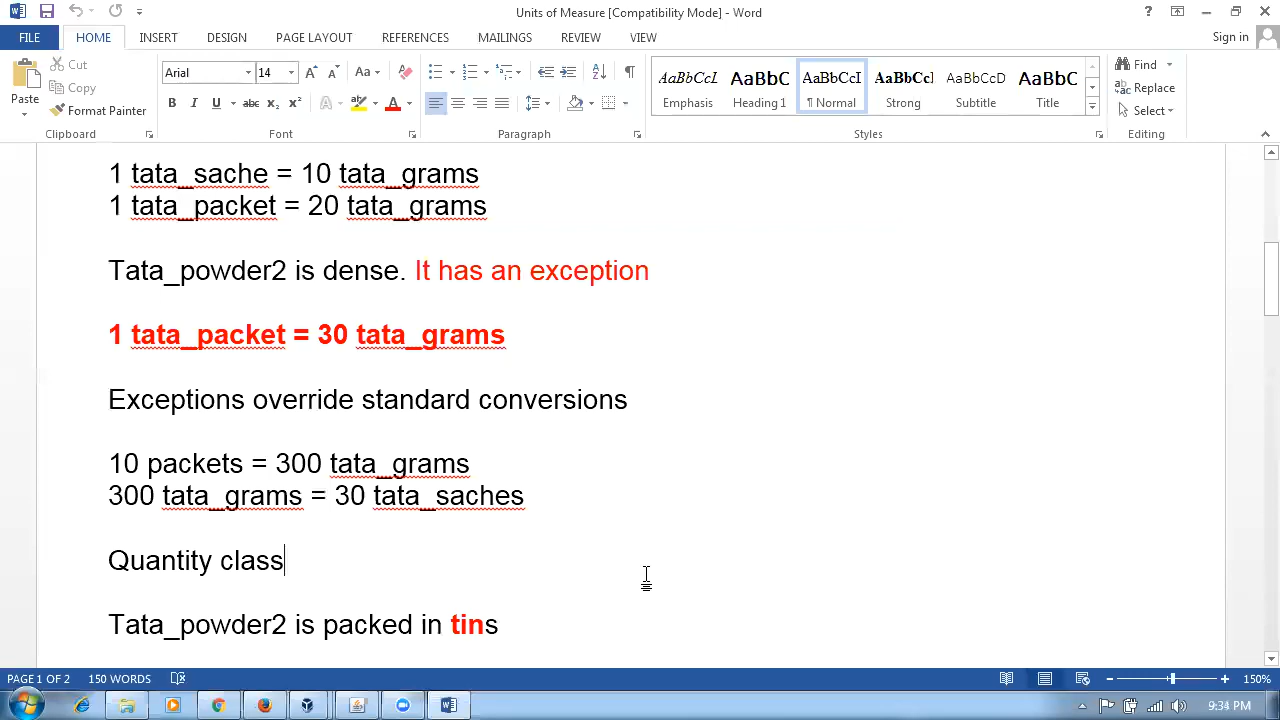 Units of Measure [Compatibility Mode] - Word
Sign in
FILE
HOME
INSERT
DESIGN
PAGE LAYOUT
REFERENCES
MAILINGS
REVIEW
VIEW
Paste
Cut
Copy
Format Painter
Clipboard
Arial
14
Aa
B I U abc x₂ x²
Font
Paragraph
AaBbCcI
Emphasis
AaBbC
Heading 1
AaBbCcI
¶ Normal
AaBbCcI
Strong
AaBbCcD
Subtitle
AaBbC
Title
Styles
Find
Replace
Select
Editing
1 tata_sache = 10 tata_grams
1 tata_packet = 20 tata_grams
Tata_powder2 is dense. It has an exception
1 tata_packet = 30 tata_grams
Exceptions override standard conversions
10 packets = 300 tata_grams
300 tata_grams = 30 tata_saches
Quantity class
Tata_powder2 is packed in tins
PAGE 1 OF 2
150 WORDS
150%
9:34 PM